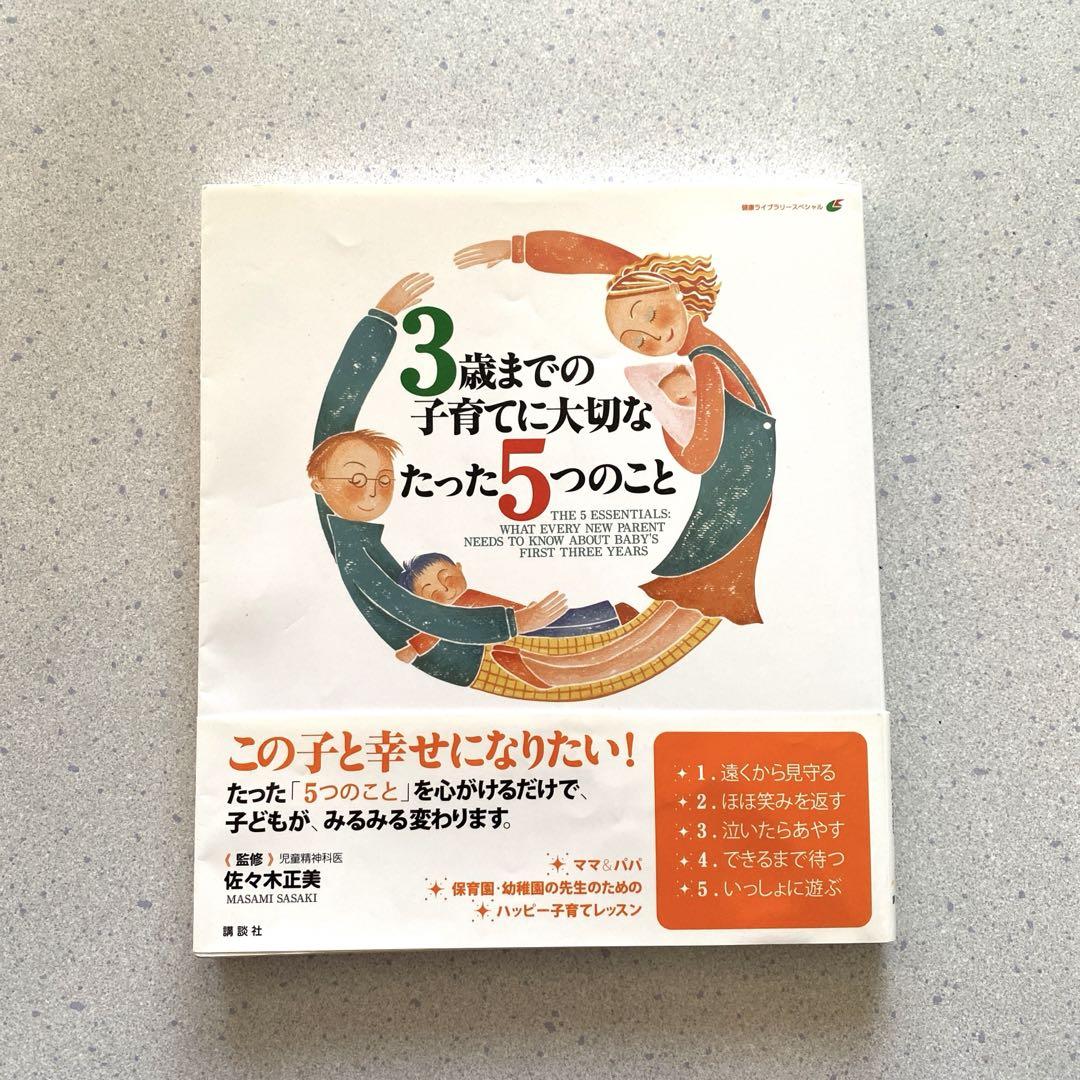 健康ライブラリースペシャル
3歳までの
子育てに大切な
たった5つのこと
THE 5 ESSENTIALS:
WHAT EVERY NEW PARENT
NEEDS TO KNOW ABOUT BABY'S
FIRST THREE YEARS
この子と幸せになりたい!
たった「5つのこと」を心がけるだけで、
子どもが、みるみる変わります。
《監修》児童精神科医
佐々木正美
MASAMI SASAKI
講談社
ママ&パパ
保育園・幼稚園の先生のための
ハッピー子育てレッスン
1.遠くから見守る
2.ほほ笑みを返す
3.泣いたらあやす
4.できるまで待つ
5.いっしょに遊ぶ